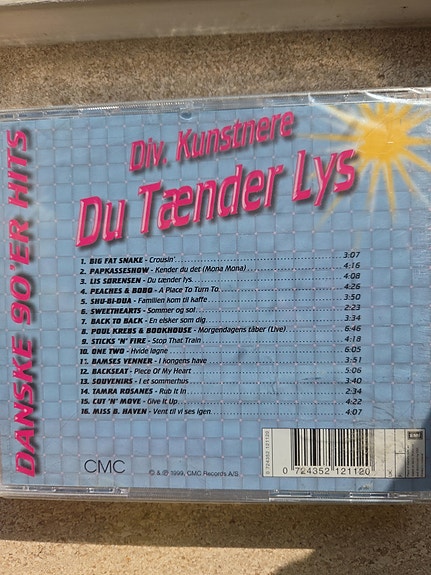 DANSKE 90'ER HITS
Div. Kunstnere
Du Tænder Lys
1. BIG FAT SNAKE - Crousin' 3:07
2. PAPKASSESHOW - Kender du det (Mona Mona) 4:16
3. LIS SØRENSEN - Du tænder lys 4:08
4. PEACHES & BOBO - A Place To Turn To 4:26
5. SHU-BI-DUA - Familien kom til kaffe 3:50
6. SWEETHEARTS - Sommer og sol 2:23
7. BACK TO BACK - En elsker som dig 3:34
8. POUL KREBS & BOOKHOUSE - Morgendagens tåber (Live) 6:46
9. STICKS 'N' FIRE - Stop That Train 4:18
10. ONE TWO - Hvide løgne 6:05
11. BAMSES VENNER - I kongens have 3:51
12. BACKSEAT - Piece Of My Heart 5:06
13. SOUVENIRS - I et sommerhus 3:40
14. TAMRA ROSANES - Rub It In 2:34
15. CUT 'N' MOVE - Give It Up 4:22
16. MISS B. HAVEN - Vent til vi ses igen 4:07
CMC
© & ℗ 1999, CMC Records A/S
0 724352 121120
0 724352 121120
EMI